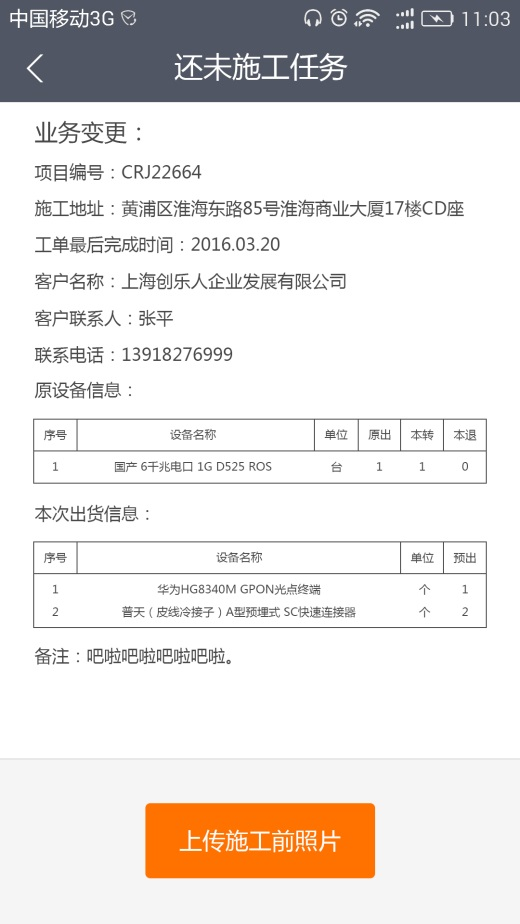 中国移动3G 11:03
还未施工任务
业务变更：
项目编号：CRJ22664
施工地址：黄浦区淮海东路85号淮海商业大厦17楼CD座
工单最后完成时间：2016.03.20
客户名称：上海创乐人企业发展有限公司
客户联系人：张平
联系电话：13918276999
原设备信息：
序号 设备名称 单位 原出 本转 本退
1 国产 6千兆电口 1G D525 ROS 台 1 1 0
本次出货信息：
序号 设备名称 单位 预出
1 华为HG8340M GPON光点终端 个 1
2 普天（皮线冷接子）A型预埋式 SC快速连接器 个 2
备注：吧啦吧啦吧啦吧啦。
上传施工前照片